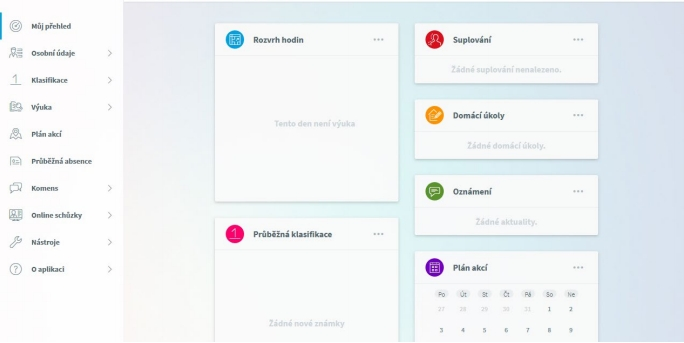 Můj přehled
Osobní údaje
Klasifikace
Výuka
Plán akcí
Průběžná absence
Komens
Online schůzky
Nástroje
O aplikaci
Rozvrh hodin
Tento den není výuka
Průběžná klasifikace
Žádné nové známky
Suplování
Žádné suplování nenalezeno.
Domácí úkoly
Žádné domácí úkoly.
Oznámení
Žádné aktuality.
Plán akcí
Po Út St Čt Pá So Ne
27 28 29 30 31 1 2
3 4 5 6 7 8 9